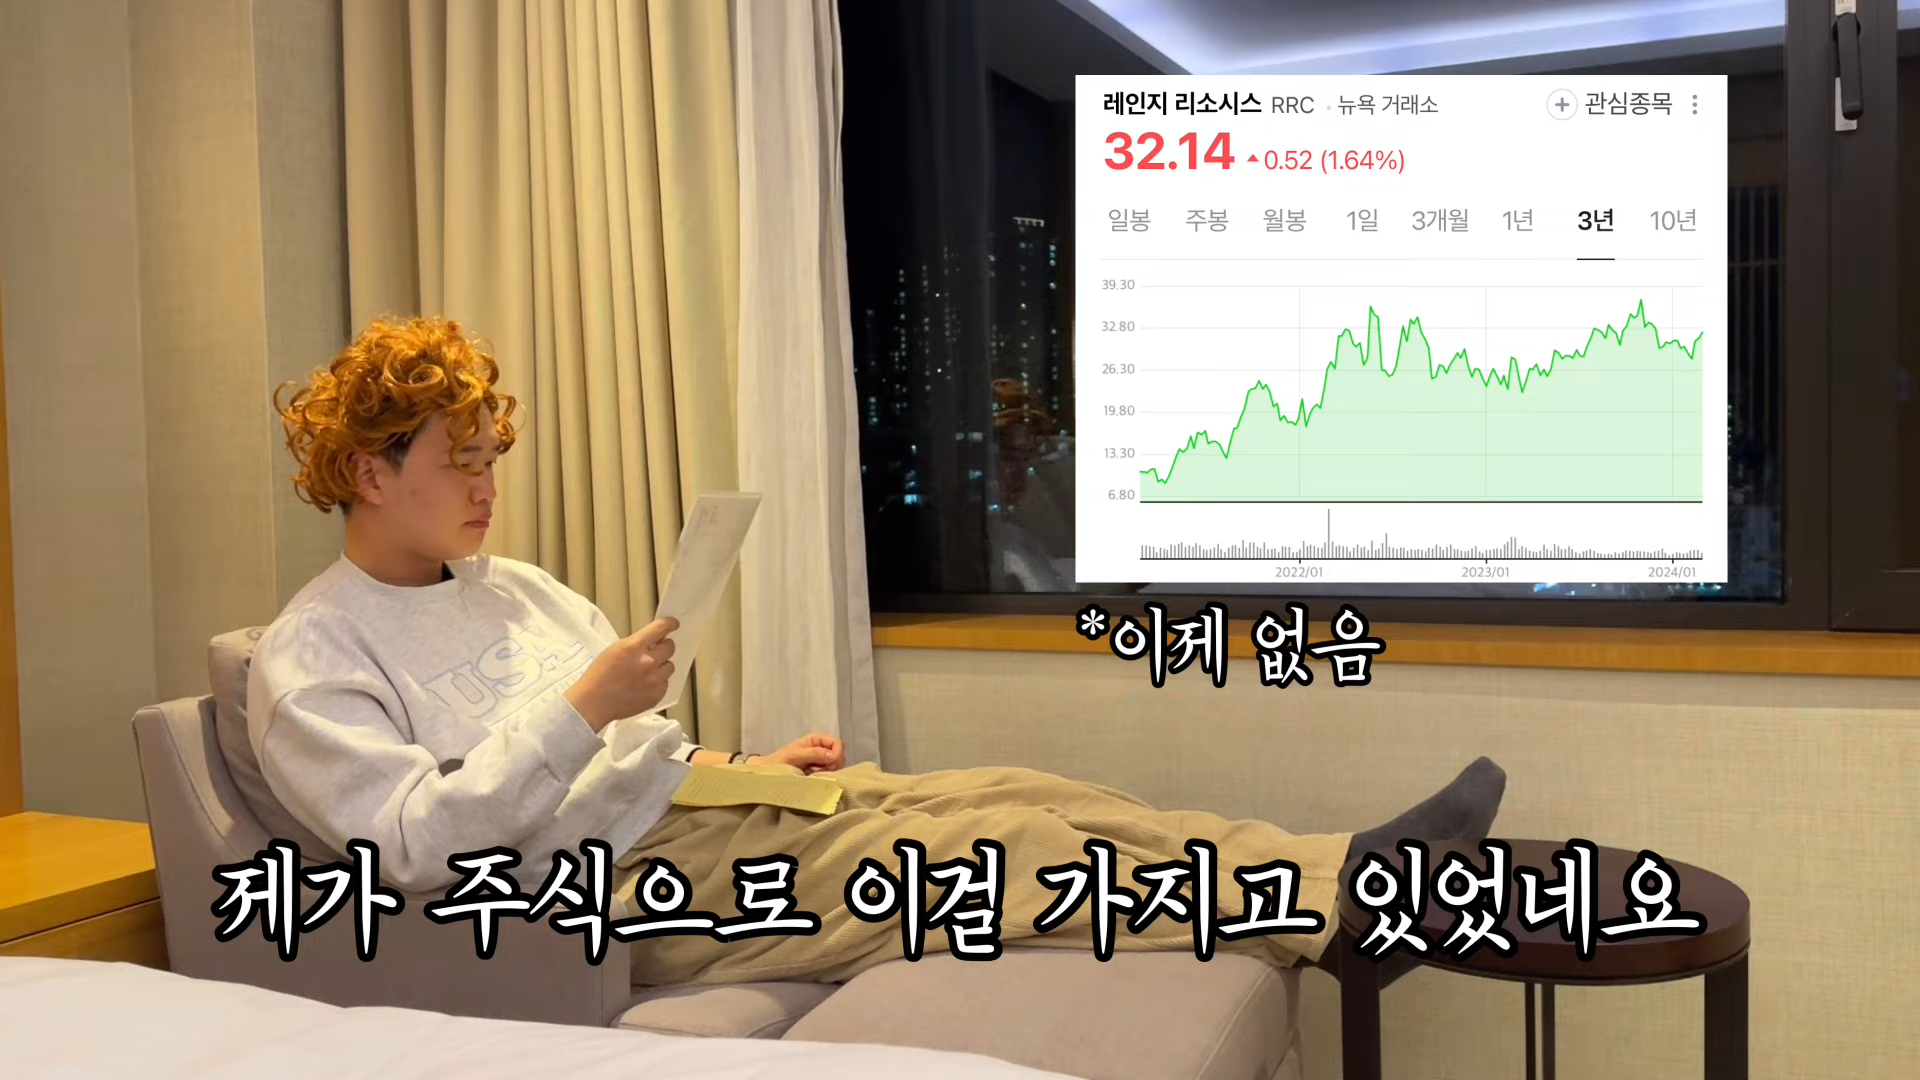 레인지 리소시스 RRC 뉴욕 거래소 + 관심종목
32.14 ▲0.52 (1.64%)
일봉 주봉 월봉 1일 3개월 1년 3년 10년
39.30
32.80
26.30
19.80
13.30
6.80
2022/01 2023/01 2024/01
*이제 없음
제가 주식으로 이걸 가지고 있었네요